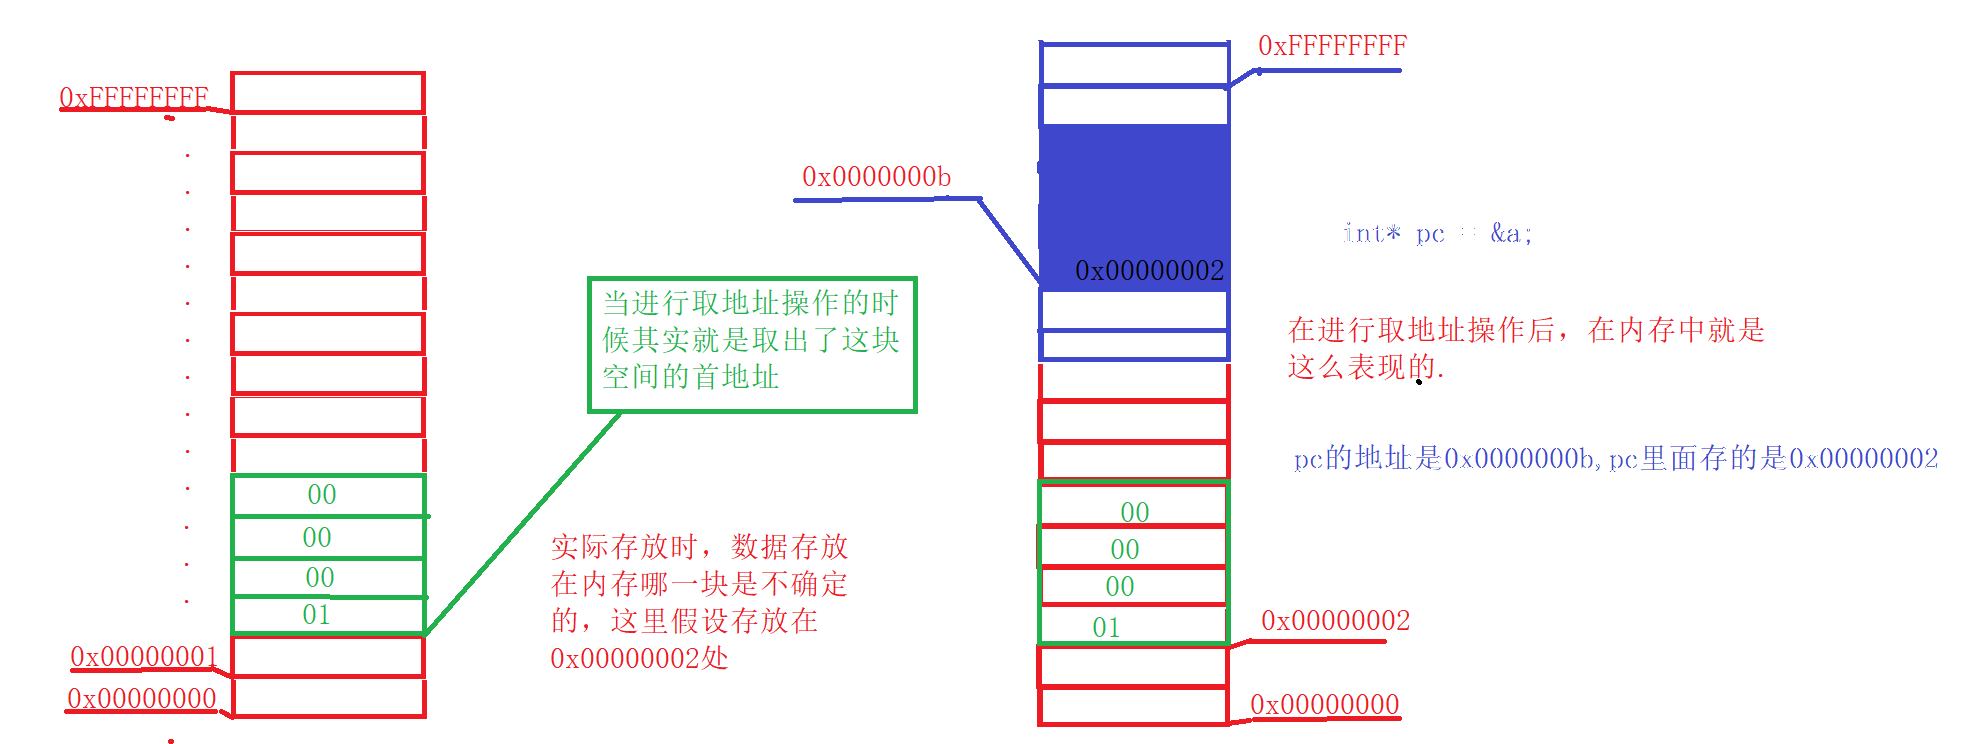 0xFFFFFFFF
00
00
00
01
0x00000001
0x00000000
当进行取地址操作的时
候其实就是取出了这块
空间的首地址
实际存放时，数据存放
在内存哪一块是不确定
的，这里假设存放在
0x00000002处
0xFFFFFFFF
0x0000000b
0x00000002
00
00
00
01
0x00000002
0x00000000
int* pc = &a;
在进行取地址操作后，在内存中就是
这么表现的.
pc的地址是0x0000000b,pc里面存的是0x00000002